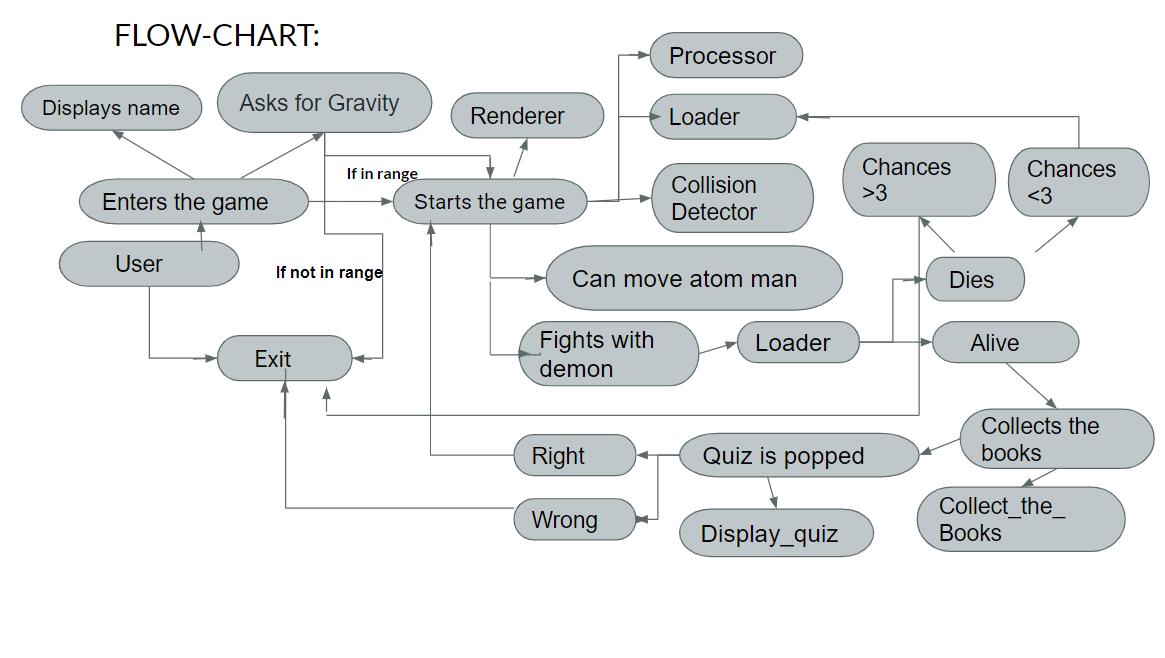 FLOW-CHART:
Processor
Displays name
Asks for Gravity
Renderer
Loader
Chances
>3
Chances
<3
If in range
Collision
Detector
Enters the game
Starts the game
User
If not in range
Can move atom man
Dies
Exit
Fights with
demon
Loader
Alive
Collects the
books
Right
Quiz is popped
Collect_the_
Books
Wrong
Display_quiz